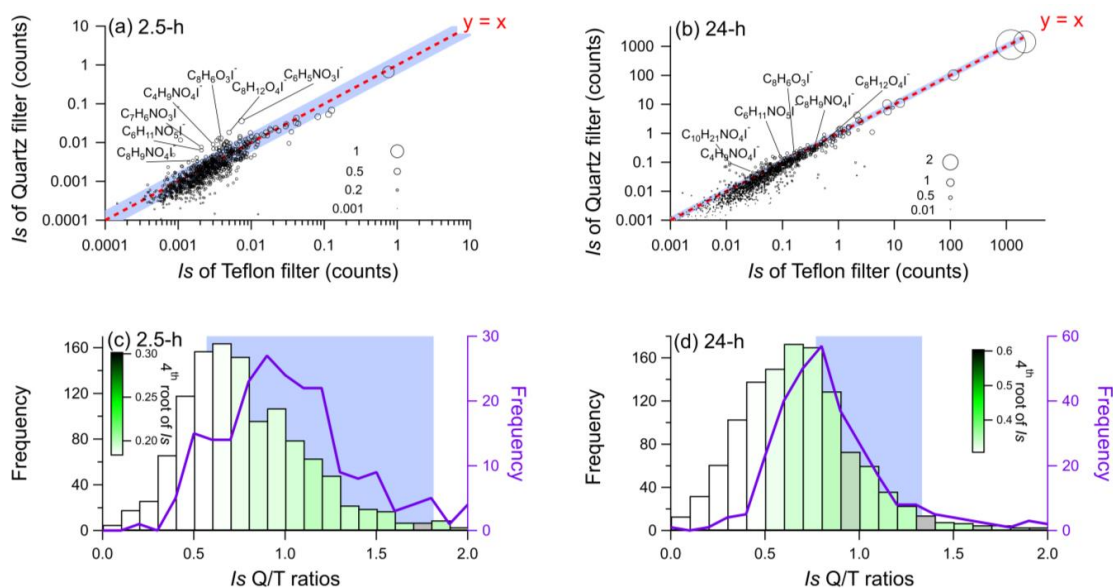 (a) 2.5-h
y = x
Is of Quartz filter (counts)
10
1
0.1
0.01
0.001
0.0001
C₈H₆O₃I⁻
C₄H₉NO₄I⁻
C₈H₁₂O₄I⁻
C₆H₅NO₃I⁻
C₇H₆NO₃I⁻
C₆H₁₁NO₂I⁻
C₈H₉NO₄I⁻
1
0.5
0.2
0.001
0.0001
0.001
0.01
0.1
1
10
Is of Teflon filter (counts)
(b) 24-h
y = x
Is of Quartz filter (counts)
1000
100
10
1
0.1
0.01
0.001
C₈H₆O₃I⁻
C₈H₁₂O₄I⁻
C₆H₁₁NO₅I⁻
C₈H₉NO₄I⁻
C₁₀H₂₁NO₄I⁻
C₄H₉NO₄I⁻
2
1
0.5
0.01
0.001
0.01
0.1
1
10
100
1000
Is of Teflon filter (counts)
(c) 2.5-h
Frequency
160
120
80
40
0
0.30
0.25
0.20
4th root of Is
30
20
10
0
Frequency
0.0
0.5
1.0
1.5
2.0
Is Q/T ratios
(d) 24-h
Frequency
160
120
80
40
0
4th root of Is
0.6
0.5
0.4
60
40
20
0
Frequency
0.0
0.5
1.0
1.5
2.0
Is Q/T ratios